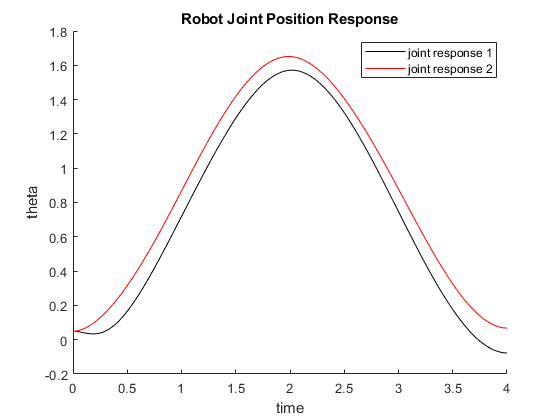 Robot Joint Position Response
joint response 1
joint response 2
1.8
1.6
1.4
1.2
1
0.8
0.6
0.4
0.2
0
-0.2
theta
0 0.5 1 1.5 2 2.5 3 3.5 4
time